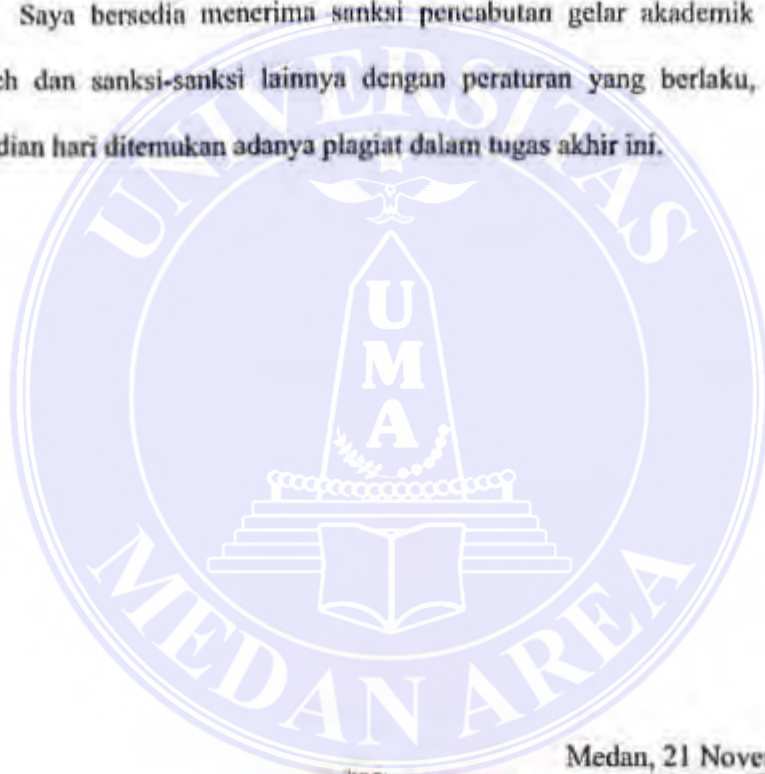 Saya bersedia menerima sanksi pencabutan gelar akademik
ch dan sanksi-sanksi lainnya dengan peraturan yang berlaku,
dian hari ditemukan adanya plagiat dalam tugas akhir ini.
UNIVERSITAS
U
M
A
MEDAN AREA
Medan, 21 Nove